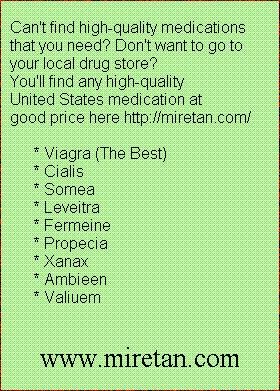 Can't find high-quality medications
that you need? Don't want to go to
your local drug store?
You'll find any high-quality
United States medication at
good price here http://miretan.com/
* Viagra (The Best)
* Cialis
* Somea
* Leveitra
* Fermeine
* Propecia
* Xanax
* Ambieen
* Valiuem
www.miretan.com